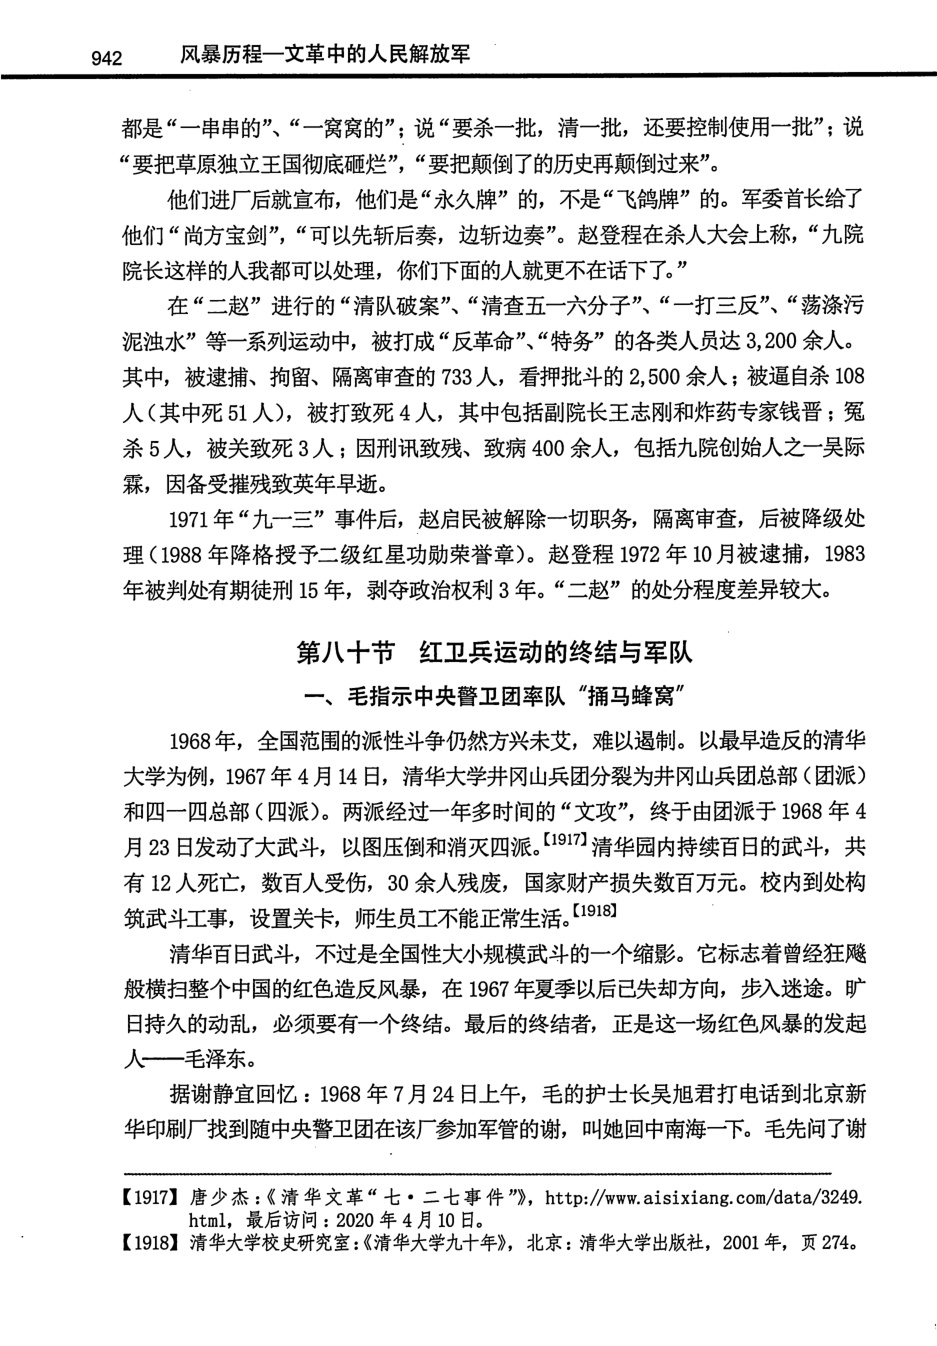 942 风暴历程—文革中的人民解放军
都是“一串串的”、“一窝窝的”；说“要杀一批，清一批，还要控制使用一批”；说
“要把草原独立王国彻底砸烂”，“要把颠倒了的历史再颠倒过来”。
他们进厂后就宣布，他们是“永久牌”的，不是“飞鸽牌”的。军委首长给了
他们“尚方宝剑”，“可以先斩后奏，边斩边奏”。赵登程在杀人大会上称，“九院
院长这样的人我都可以处理，你们下面的人就更不在话下了。”
在“二赵”进行的“清队破案”、“清查五一六分子”、“一打三反”、“荡涤污
泥浊水”等一系列运动中，被打成“反革命”、“特务”的各类人员达 3,200 余人。
其中，被逮捕、拘留、隔离审查的 733 人，看押批斗的 2,500 余人；被逼自杀 108
人（其中死 51 人），被打致死 4 人，其中包括副院长王志刚和炸药专家钱晋；冤
杀 5 人，被关致死 3 人；因刑讯致残、致病 400 余人，包括九院创始人之一吴际
霖，因备受摧残致英年早逝。
1971 年“九一三”事件后，赵启民被解除一切职务，隔离审查，后被降级处
理（1988 年降格授予二级红星功勋荣誉章）。赵登程 1972 年 10 月被逮捕，1983
年被判处有期徒刑 15 年，剥夺政治权利 3 年。“二赵”的处分程度差异较大。
第八十节 红卫兵运动的终结与军队
一、毛指示中央警卫团率队“捅马蜂窝”
1968 年，全国范围的派性斗争仍然方兴未艾，难以遏制。以最早造反的清华
大学为例，1967 年 4 月 14 日，清华大学井冈山兵团分裂为井冈山兵团总部（团派）
和四一四总部（四派）。两派经过一年多时间的“文攻”，终于由团派于 1968 年 4
月 23 日发动了大武斗，以图压倒和消灭四派。【1917】清华园内持续百日的武斗，共
有 12 人死亡，数百人受伤，30 余人残废，国家财产损失数百万元。校内到处构
筑武斗工事，设置关卡，师生员工不能正常生活。【1918】
清华百日武斗，不过是全国性大小规模武斗的一个缩影。它标志着曾经狂飚
般横扫整个中国的红色造反风暴，在 1967 年夏季以后已失却方向，步入迷途。旷
日持久的动乱，必须要有一个终结。最后的终结者，正是这一场红色风暴的发起
人——毛泽东。
据谢静宜回忆：1968 年 7 月 24 日上午，毛的护士长吴旭君打电话到北京新
华印刷厂找到随中央警卫团在该厂参加军管的谢，叫她回中南海一下。毛先问了谢
【1917】唐少杰：《清华文革“七·二七事件”》，http://www.aisixiang.com/data/3249.
html，最后访问：2020 年 4 月 10 日。
【1918】清华大学校史研究室：《清华大学九十年》，北京：清华大学出版社，2001 年，页 274。